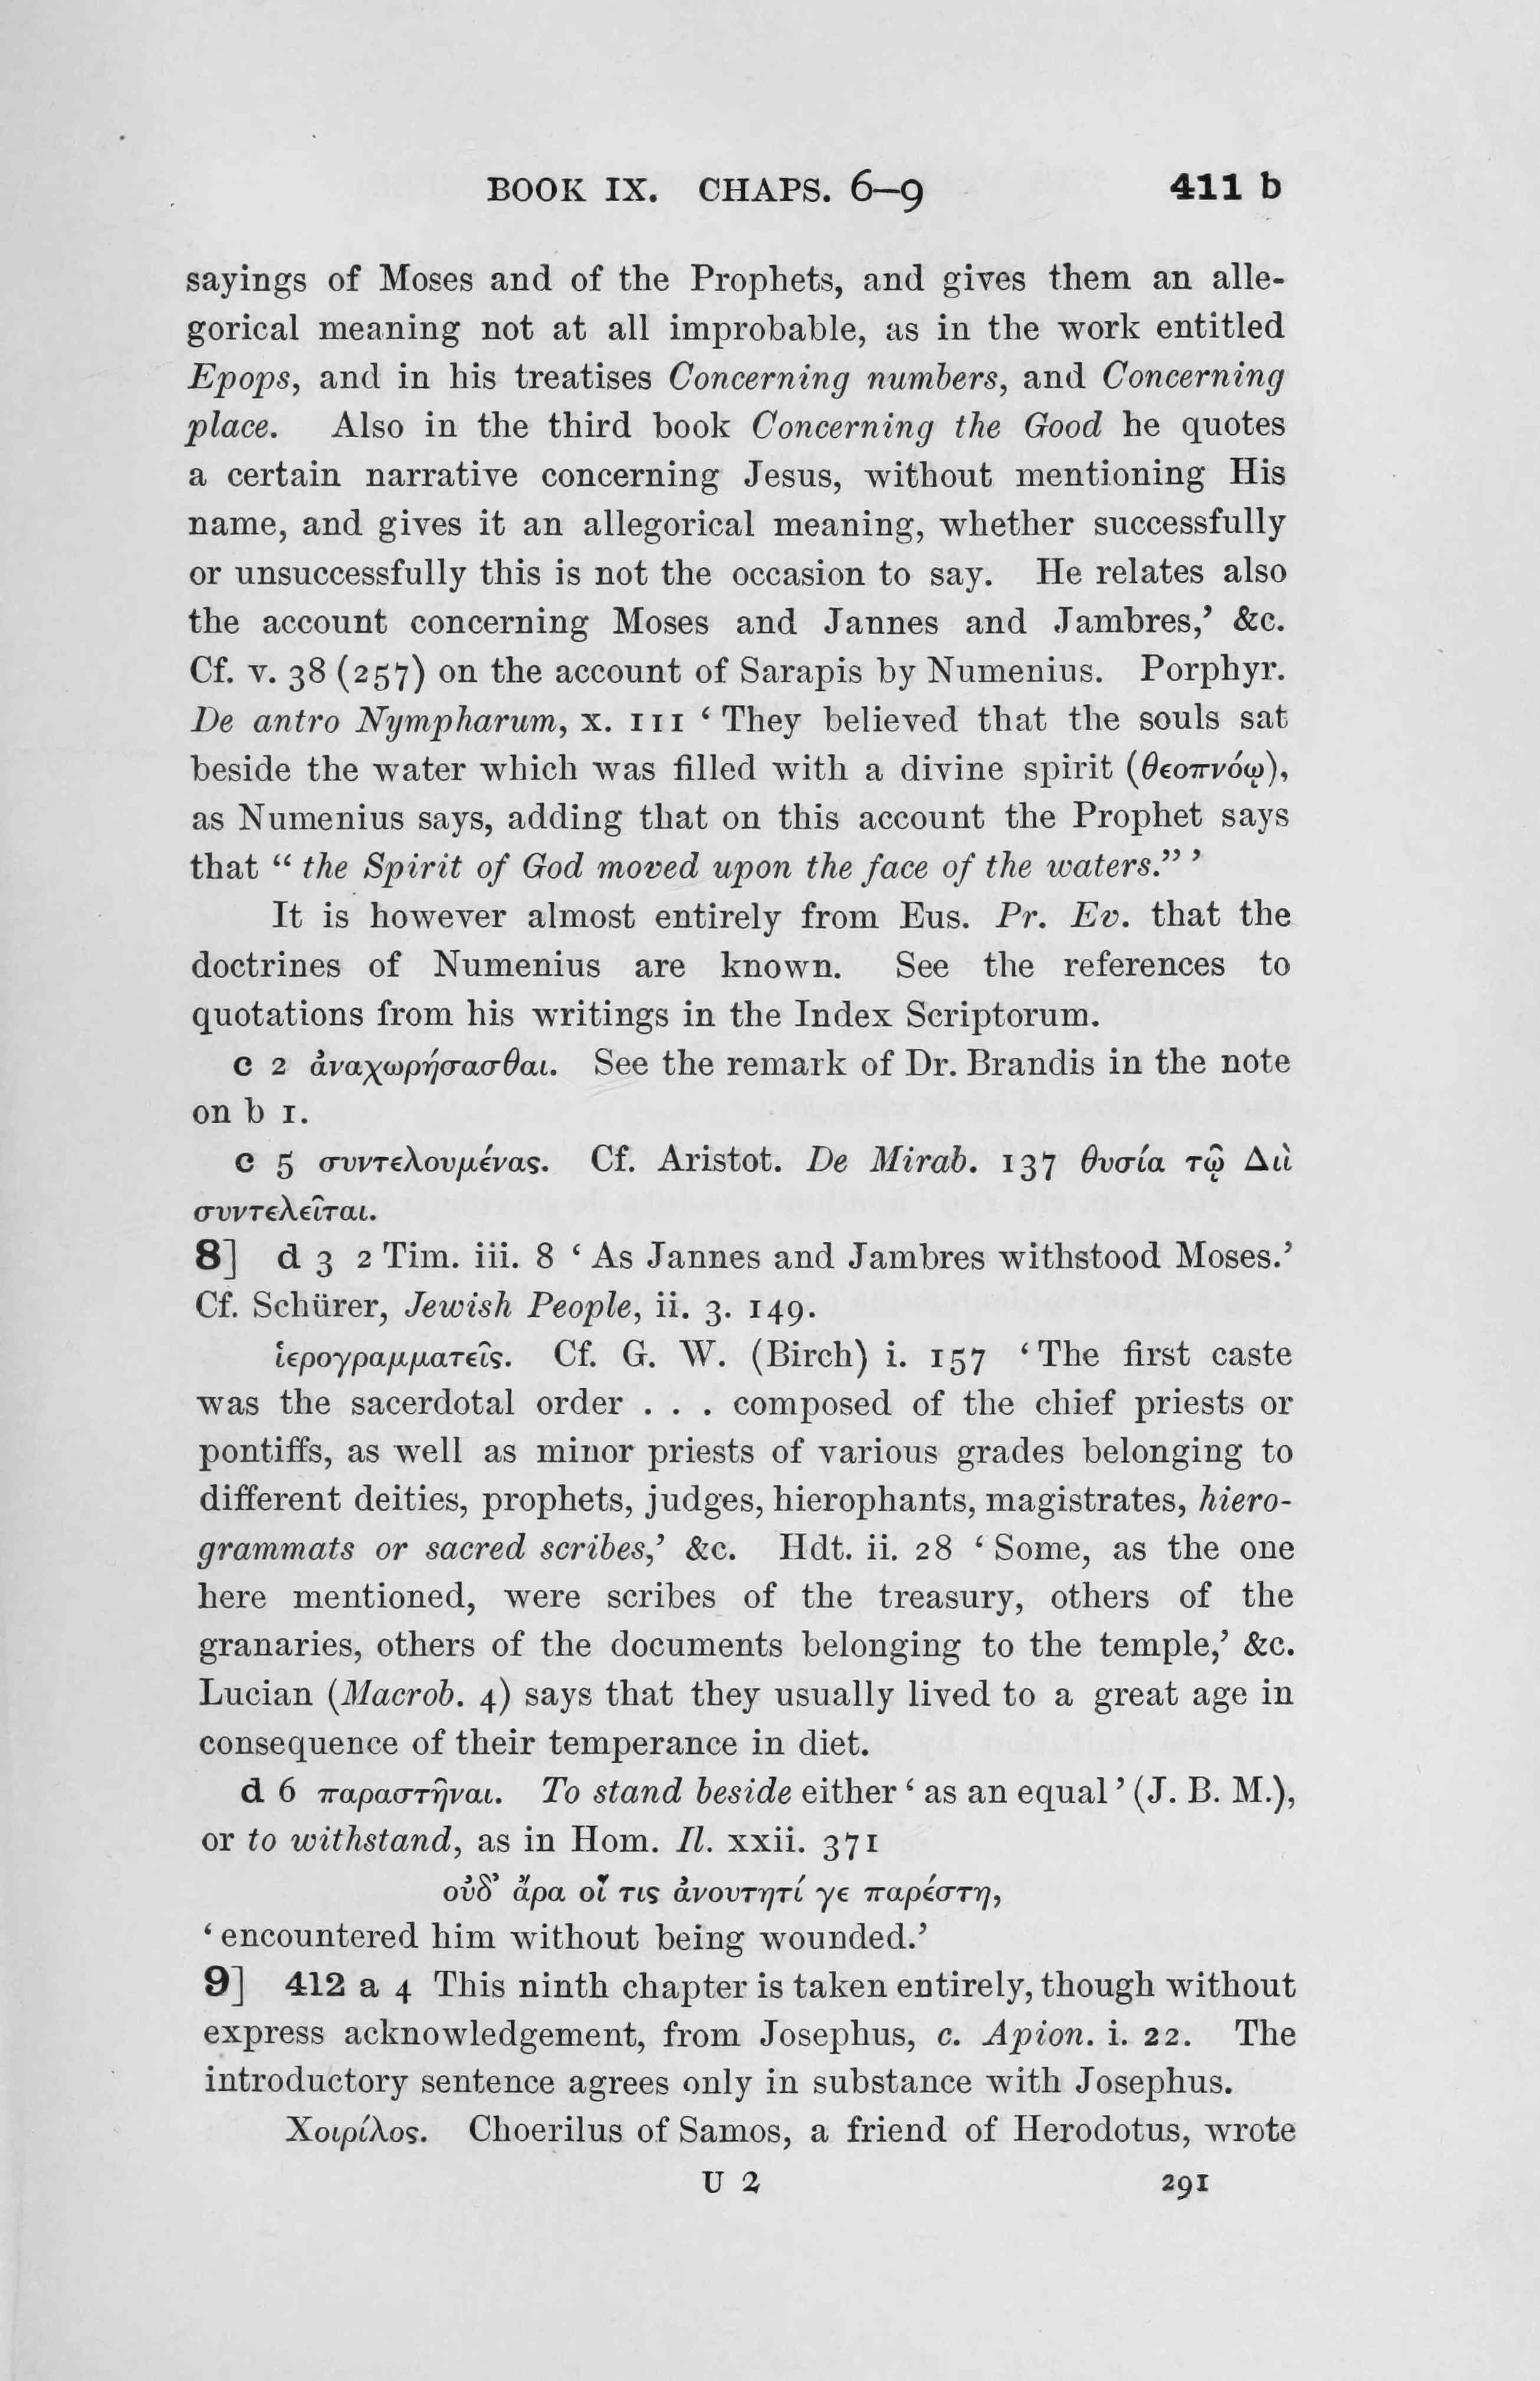 BOOK IX. CHAPS. 6–9 411 b
sayings of Moses and of the Prophets, and gives them an alle-
gorical meaning not at all improbable, as in the work entitled
Epops, and in his treatises Concerning numbers, and Concerning
place. Also in the third book Concerning the Good he quotes
a certain narrative concerning Jesus, without mentioning His
name, and gives it an allegorical meaning, whether successfully
or unsuccessfully this is not the occasion to say. He relates also
the account concerning Moses and Jannes and Jambres,’ &c.
Cf. v. 38 (257) on the account of Sarapis by Numenius. Porphyr.
De antro Nympharum, x. 111 ‘ They believed that the souls sat
beside the water which was filled with a divine spirit (θεοπνόῳ),
as Numenius says, adding that on this account the Prophet says
that “ the Spirit of God moved upon the face of the waters.” ’
It is however almost entirely from Eus. Pr. Ev. that the
doctrines of Numenius are known. See the references to
quotations from his writings in the Index Scriptorum.
c 2 ἀναχωρήσασθαι. See the remark of Dr. Brandis in the note
on b 1.
c 5 συντελουμένας. Cf. Aristot. De Mirab. 137 θυσία τῷ Διὶ
συντελεῖται.
8] d 3 2 Tim. iii. 8 ‘ As Jannes and Jambres withstood Moses.’
Cf. Schürer, Jewish People, ii. 3. 149.
ἱερογραμματεῖς. Cf. G. W. (Birch) i. 157 ‘ The first caste
was the sacerdotal order . . . composed of the chief priests or
pontiffs, as well as minor priests of various grades belonging to
different deities, prophets, judges, hierophants, magistrates, hiero-
grammats or sacred scribes,’ &c. Hdt. ii. 28 ‘ Some, as the one
here mentioned, were scribes of the treasury, others of the
granaries, others of the documents belonging to the temple,’ &c.
Lucian (Macrob. 4) says that they usually lived to a great age in
consequence of their temperance in diet.
d 6 παραστῆναι. To stand beside either ‘ as an equal ’ (J. B. M.),
or to withstand, as in Hom. Il. xxii. 371
οὐδ’ ἄρα οἵ τις ἀνουτητί γε παρέστη,
‘ encountered him without being wounded.’
9] 412 a 4 This ninth chapter is taken entirely, though without
express acknowledgement, from Josephus, c. Apion. i. 22. The
introductory sentence agrees only in substance with Josephus.
Χοιρίλος. Choerilus of Samos, a friend of Herodotus, wrote
U 2 291